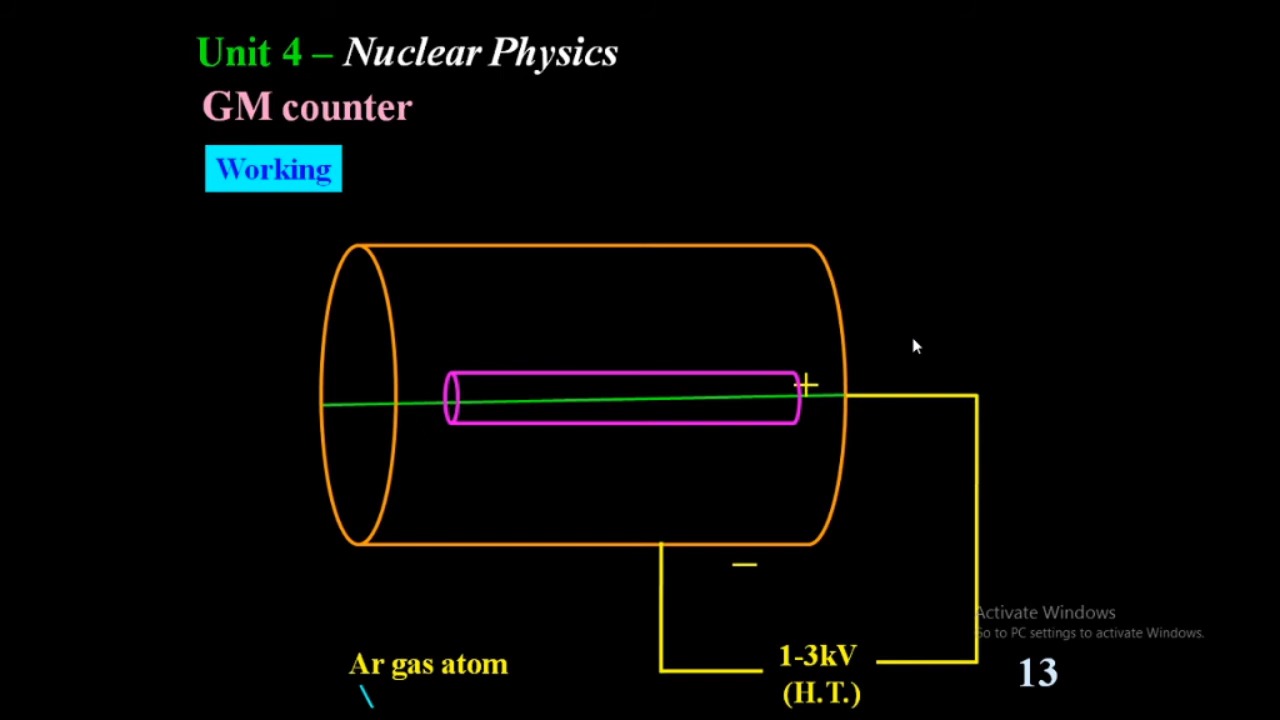 Unit 4 – Nuclear Physics
GM counter
Working
+
–
Activate Windows
Go to PC settings to activate Windows.
Ar gas atom
1-3kV
(H.T.)
13